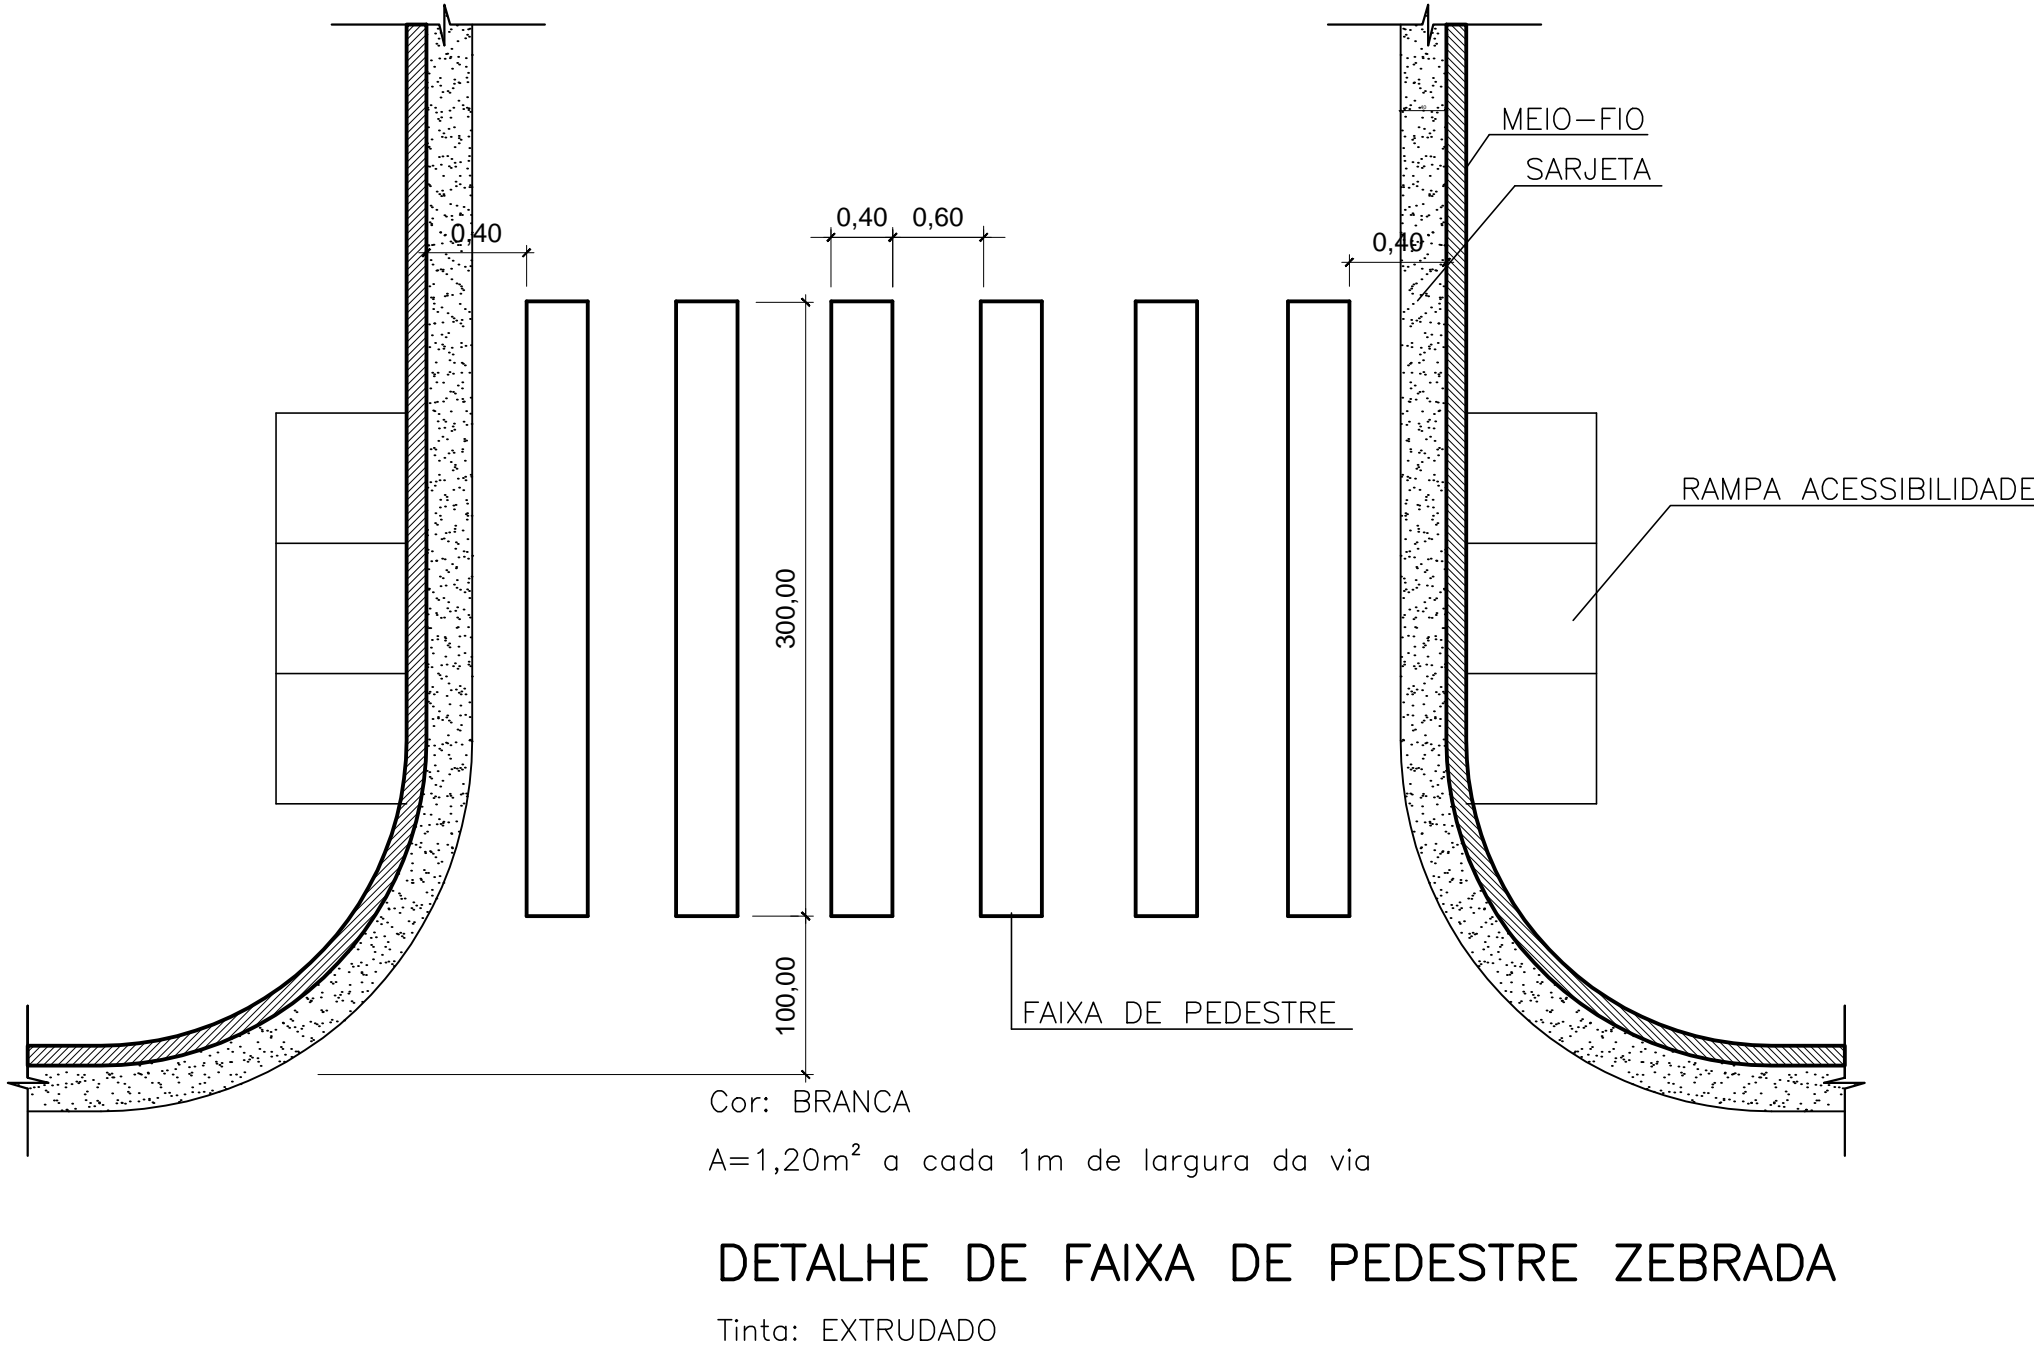 MEIO-FIO
SARJETA
0,40 0,60
0,40
0,40
RAMPA ACESSIBILIDADE
300,00
100,00
FAIXA DE PEDESTRE
Cor: BRANCA
A=1,20m² a cada 1m de largura da via
DETALHE DE FAIXA DE PEDESTRE ZEBRADA
Tinta: EXTRUDADO